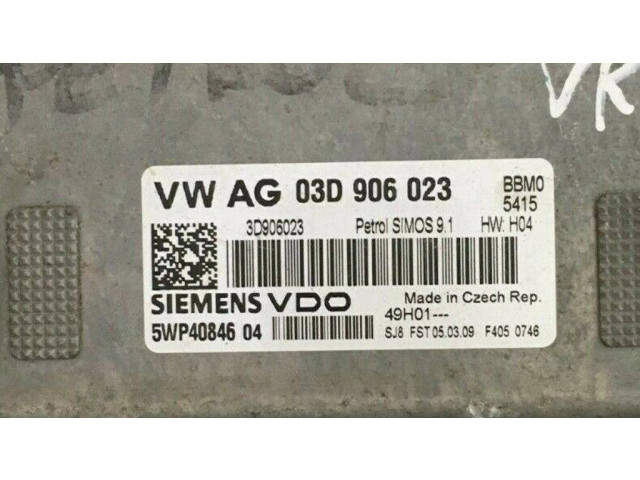 VR
VW AG 03D 906 023
BBM0
5415
3D906023 Petrol SIMOS 9.1 HW: H04
SIEMENS VDO Made in Czech Rep.
49H01---
5WP40846 04 SJ8 FST 05.03.09 F405 0746